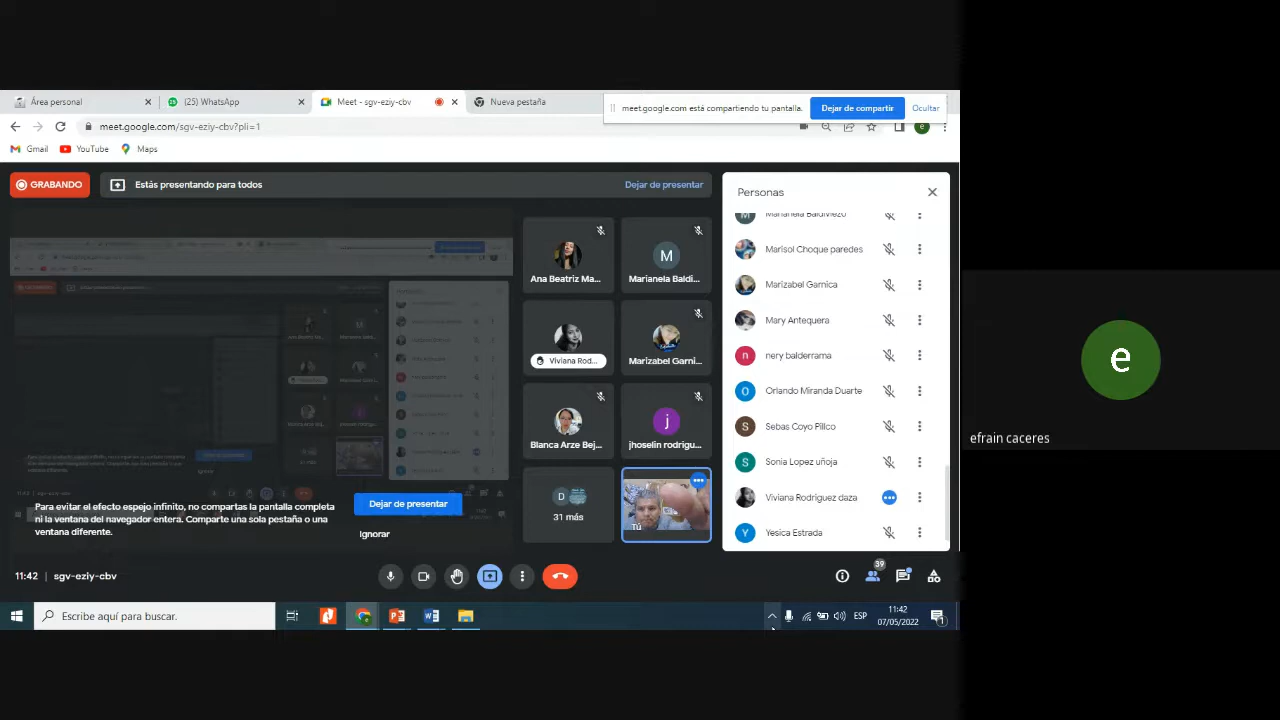 Área personal
(25) WhatsApp
Meet - sgv-eziy-cbv
Nueva pestaña
meet.google.com está compartiendo tu pantalla.
Dejar de compartir
Ocultar
meet.google.com/sgv-eziy-cbv?pli=1
e
Gmail
YouTube
Maps
GRABANDO
Estás presentando para todos
Dejar de presentar
Personas
Ana Beatriz Ma...
M
Marianela Baldi...
Viviana Rod...
Marizabel Garni...
Blanca Arze Bej...
j
jhoselin rodrigu...
D
31 más
Tú
Para evitar el efecto espejo infinito, no compartas la pantalla completa
ni la ventana del navegador entera. Comparte una sola pestaña o una
ventana diferente.
Dejar de presentar
Ignorar
M
Marianela Baldiviezo
Marisol Choque paredes
Marizabel Garnica
Mary Antequera
n
nery balderrama
O
Orlando Miranda Duarte
S
Sebas Coyo Pillco
S
Sonia Lopez uñoja
Viviana Rodriguez daza
Y
Yesica Estrada
11:42
sgv-eziy-cbv
39
Escribe aquí para buscar.
ESP
11:42
07/05/2022
1
e
efrain caceres